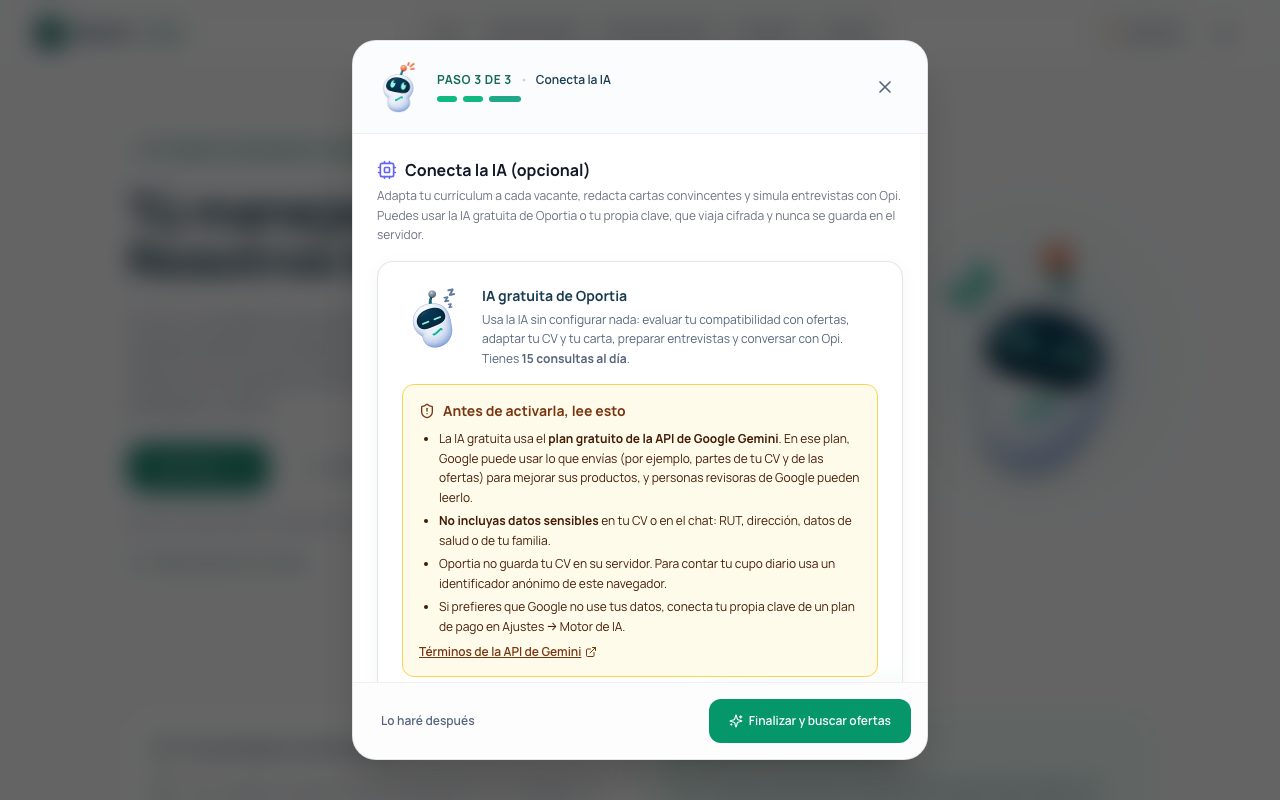 PASO 3 DE 3 · Conecta la IA
Conecta la IA (opcional)
Adapta tu currículum a cada vacante, redacta cartas convincentes y simula entrevistas con Opi.
Puedes usar la IA gratuita de Oportia o tu propia clave, que viaja cifrada y nunca se guarda en el
servidor.
IA gratuita de Oportia
Usa la IA sin configurar nada: evaluar tu compatibilidad con ofertas,
adaptar tu CV y tu carta, preparar entrevistas y conversar con Opi.
Tienes 15 consultas al día.
Antes de activarla, lee esto
• La IA gratuita usa el plan gratuito de la API de Google Gemini. En ese plan,
Google puede usar lo que envías (por ejemplo, partes de tu CV y de las
ofertas) para mejorar sus productos, y personas revisoras de Google pueden
leerlo.
• No incluyas datos sensibles en tu CV o en el chat: RUT, dirección, datos de
salud o de tu familia.
• Oportia no guarda tu CV en su servidor. Para contar tu cupo diario usa un
identificador anónimo de este navegador.
• Si prefieres que Google no use tus datos, conecta tu propia clave de un plan
de pago en Ajustes → Motor de IA.
Términos de la API de Gemini
Lo haré después
Finalizar y buscar ofertas